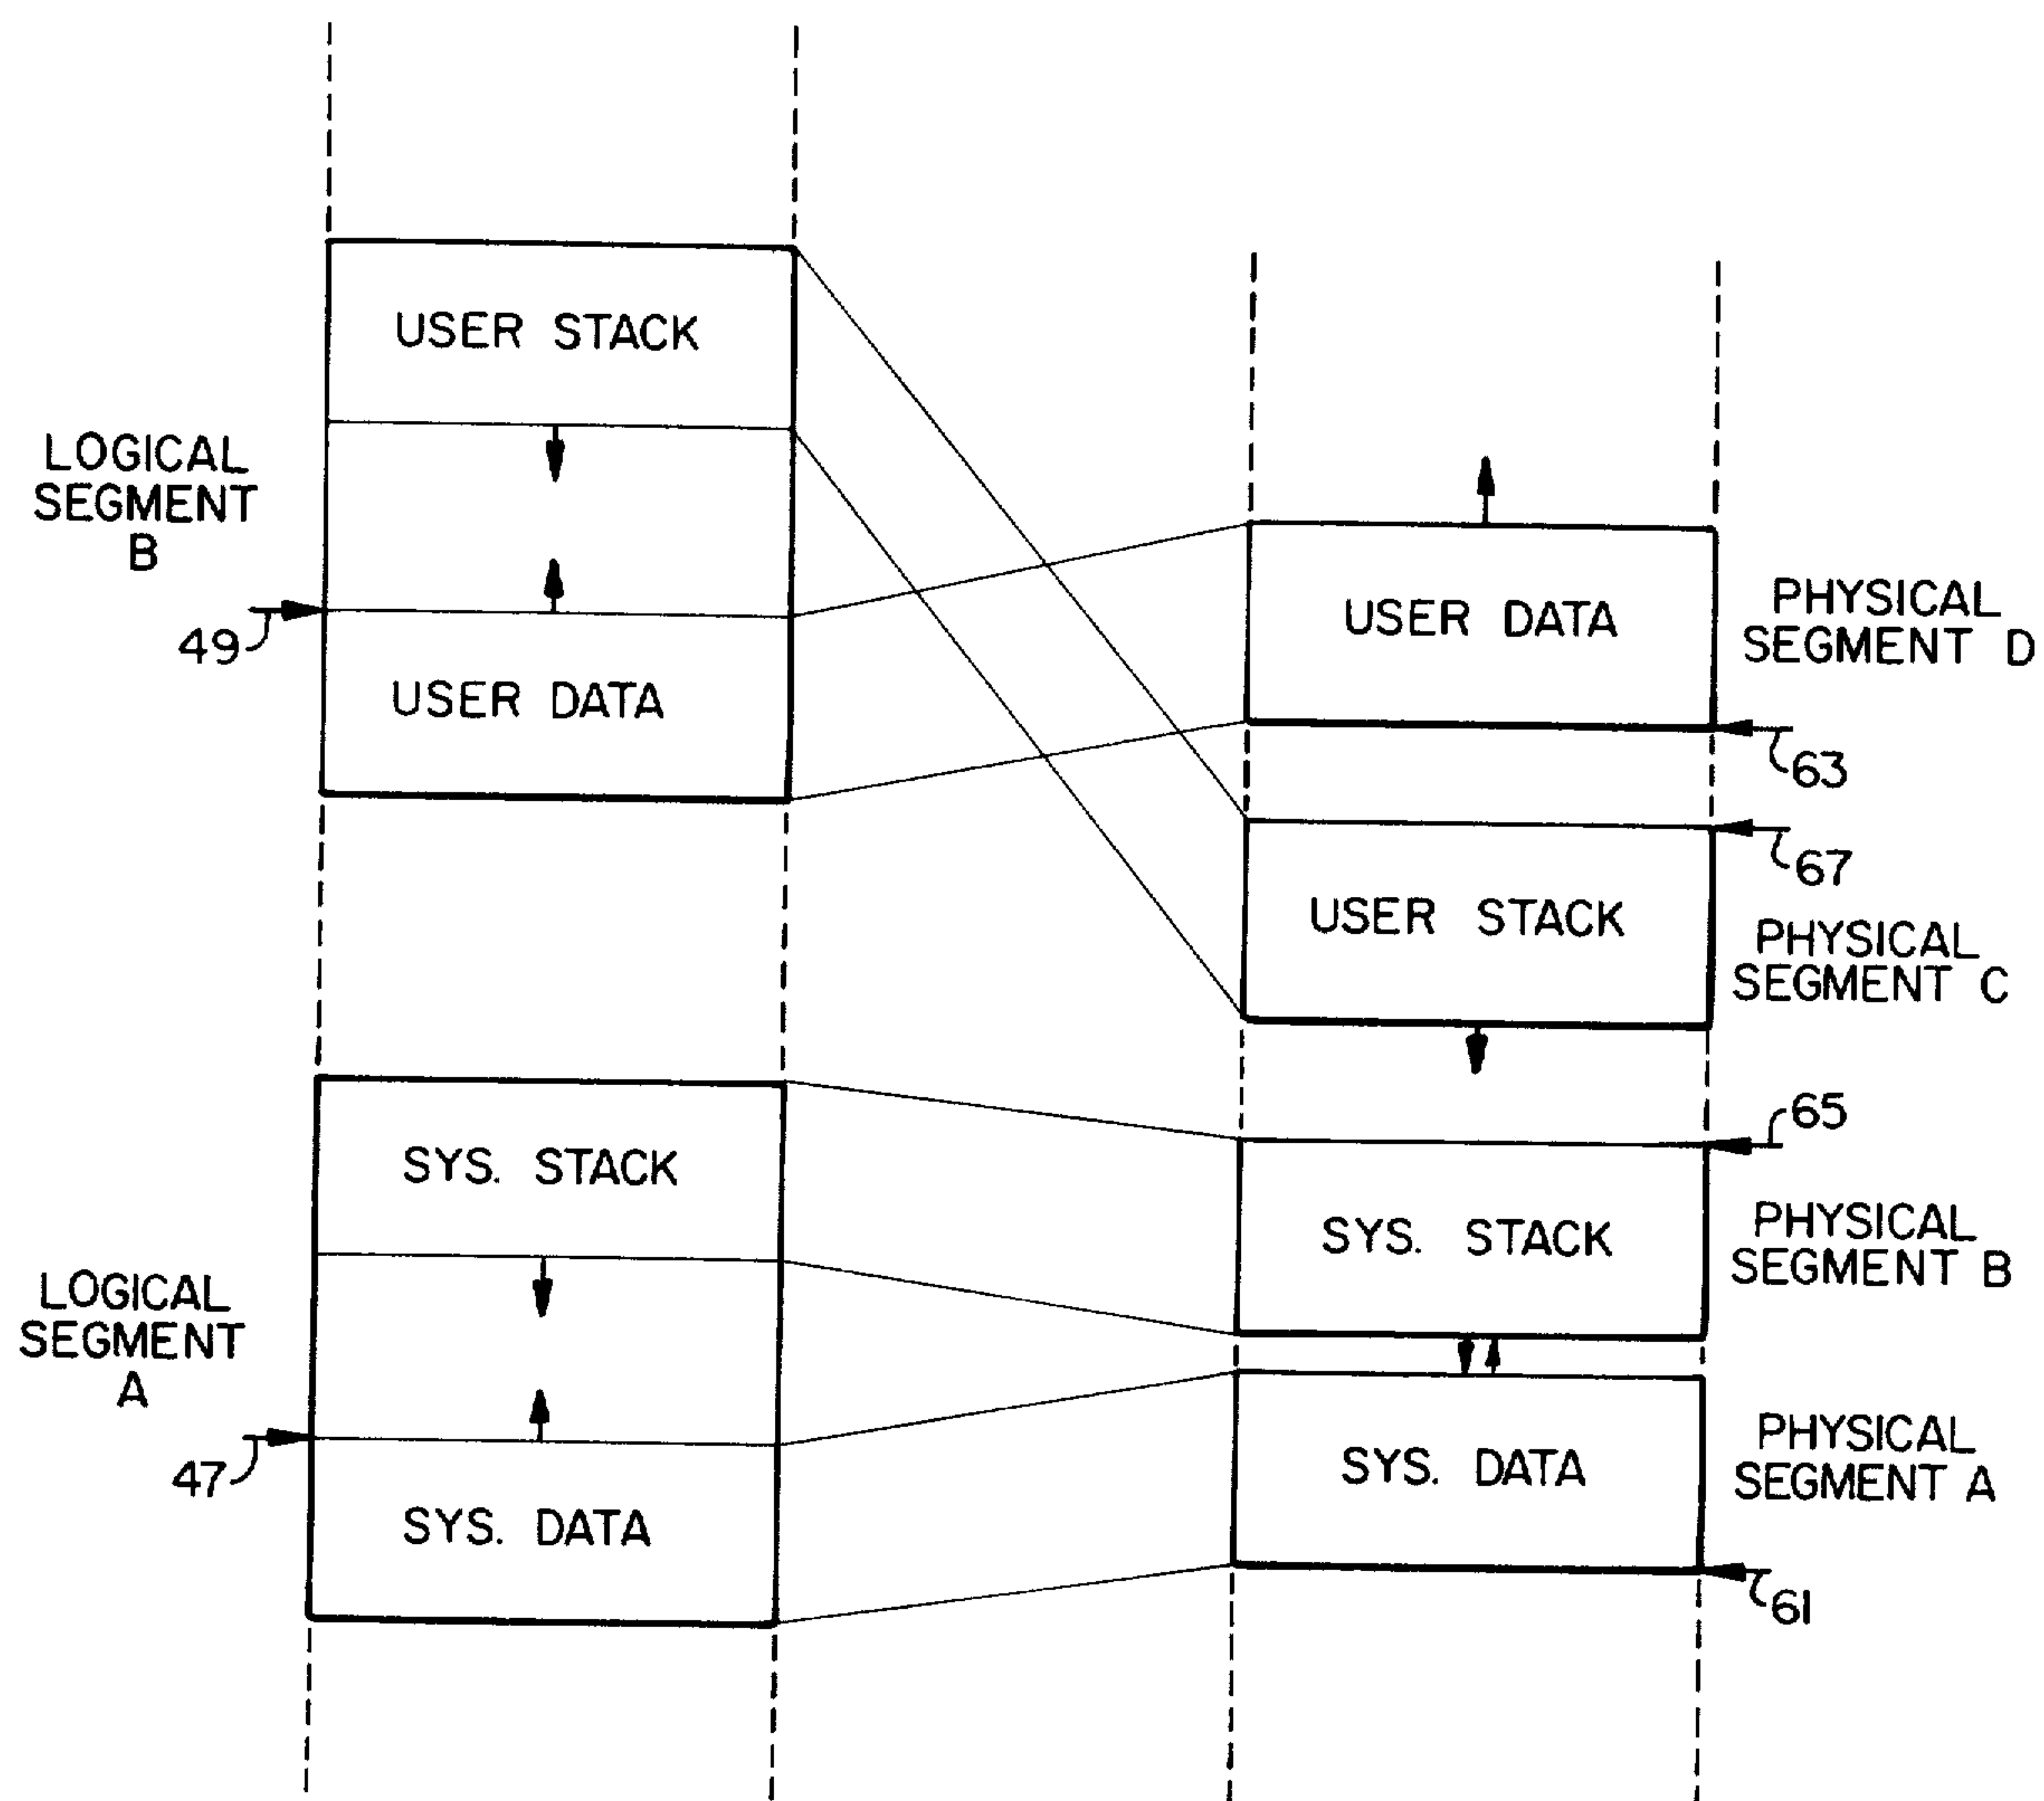 USER STACK
LOGICAL
SEGMENT
B
49
USER DATA
USER DATA
PHYSICAL
SEGMENT D
63
67
USER STACK
PHYSICAL
SEGMENT C
65
SYS. STACK
LOGICAL
SEGMENT
A
47
SYS. DATA
SYS. STACK
PHYSICAL
SEGMENT B
SYS. DATA
PHYSICAL
SEGMENT A
61